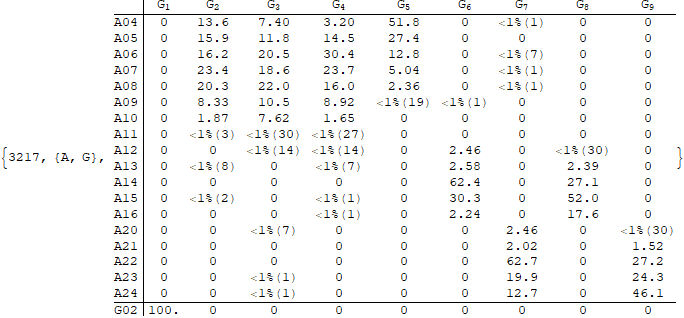 G1 G2 G3 G4 G5 G6 G7 G8 G9
A04 0 13.6 7.40 3.20 51.8 0 <1%(1) 0 0
A05 0 15.9 11.8 14.5 27.4 0 0 0 0
A06 0 16.2 20.5 30.4 12.8 0 <1%(7) 0 0
A07 0 23.4 18.6 23.7 5.04 0 <1%(1) 0 0
A08 0 20.3 22.0 16.0 2.36 0 <1%(1) 0 0
A09 0 8.33 10.5 8.92 <1%(19) <1%(1) 0 0 0
A10 0 1.87 7.62 1.65 0 0 0 0 0
A11 0 <1%(3) <1%(30) <1%(27) 0 0 0 0 0
{3217, {A, G}, A12 0 0 <1%(14) <1%(14) 0 2.46 0 <1%(30) 0 }
A13 0 <1%(8) 0 <1%(7) 0 2.58 0 2.39 0
A14 0 0 0 0 0 62.4 0 27.1 0
A15 0 <1%(2) 0 <1%(1) 0 30.3 0 52.0 0
A16 0 0 0 <1%(1) 0 2.24 0 17.6 0
A20 0 0 <1%(7) 0 0 0 2.46 0 <1%(30)
A21 0 0 0 0 0 0 2.02 0 1.52
A22 0 0 0 0 0 0 62.7 0 27.2
A23 0 0 <1%(1) 0 0 0 19.9 0 24.3
A24 0 0 <1%(1) 0 0 0 12.7 0 46.1
G02 100. 0 0 0 0 0 0 0 0